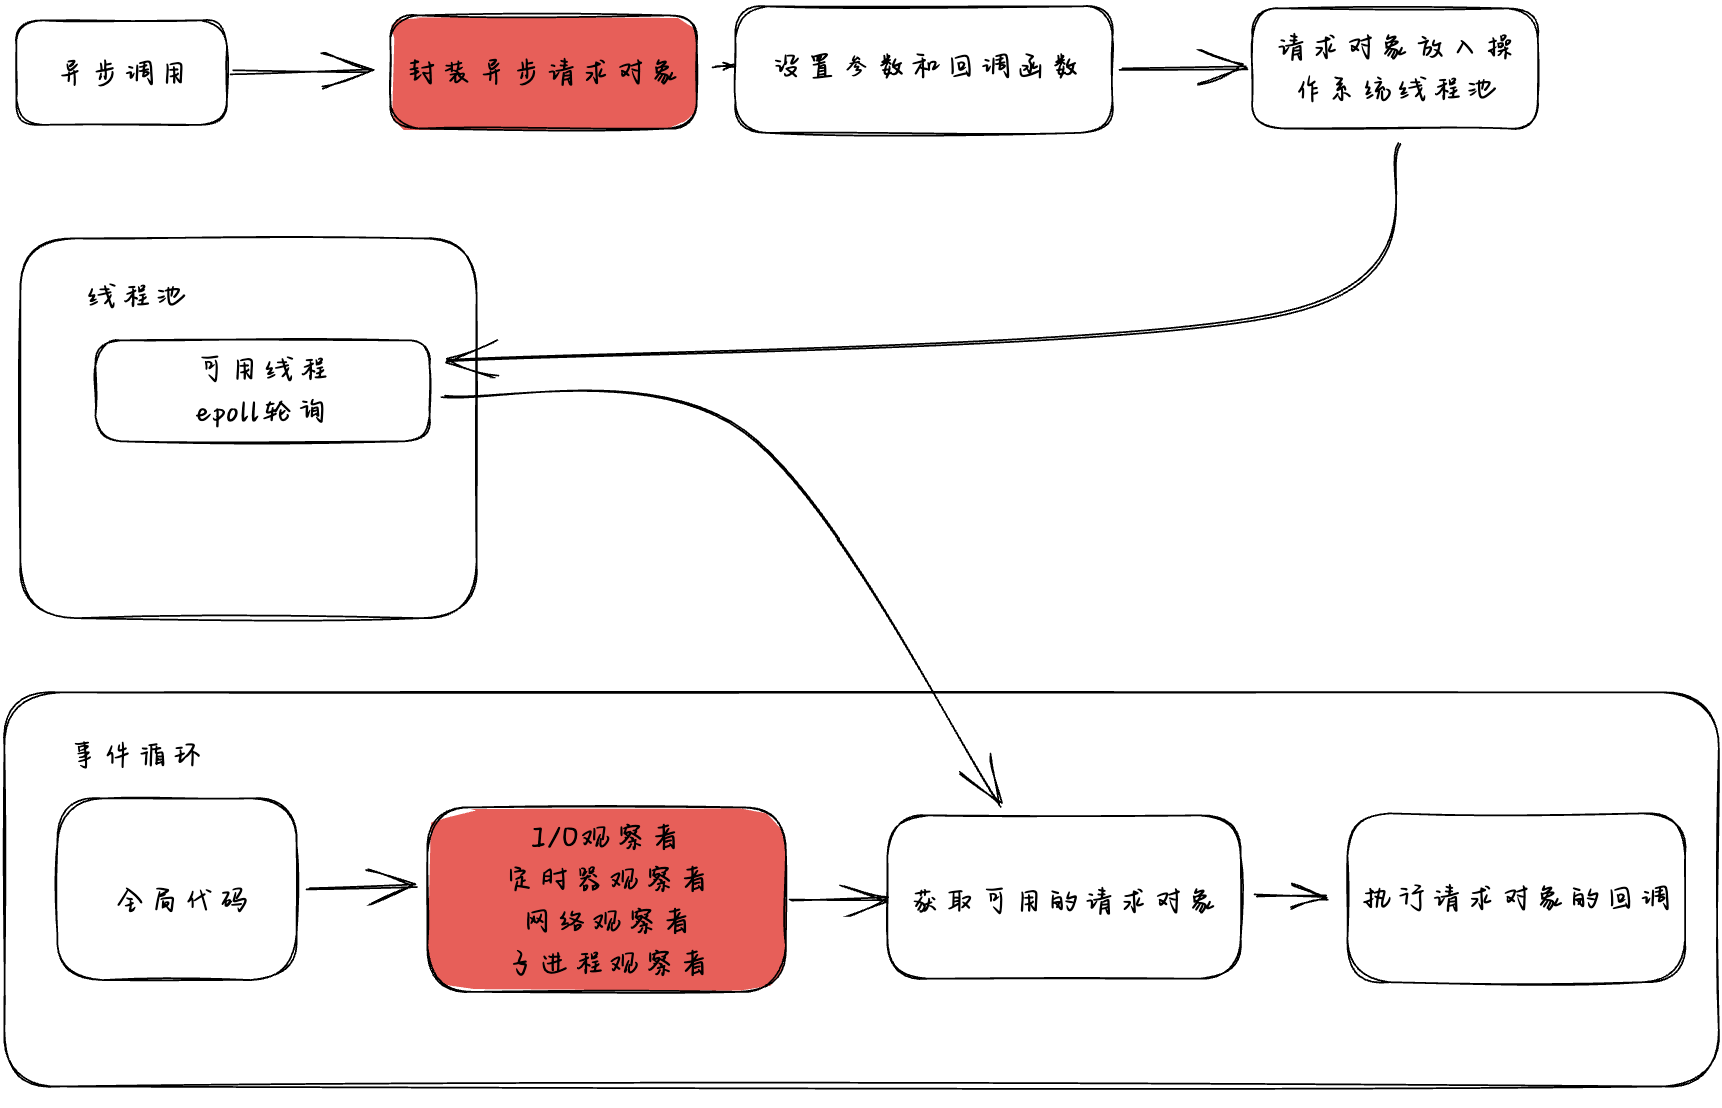 异步调用
封装异步请求对象
设置参数和回调函数
请求对象放入操
作系统线程池
线程池
可用线程
epoll轮询
事件循环
全局代码
I/O观察者
定时器观察者
网络观察者
子进程观察者
获取可用的请求对象
执行请求对象的回调